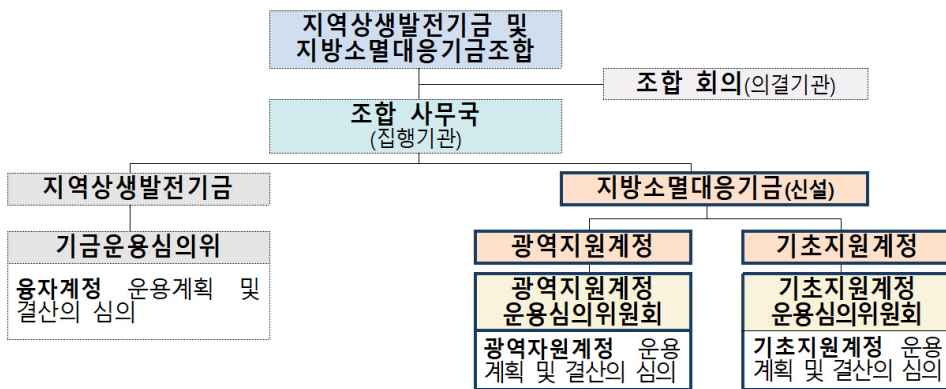 지역상생발전기금 및
지방소멸대응기금조합
조합 회의(의결기관)
조합 사무국
(집행기관)
지역상생발전기금
지방소멸대응기금(신설)
기금운용심의위
융자계정 운용계획 및
결산의 심의
광역지원계정
기초지원계정
광역지원계정
운용심의위원회
광역자원계정 운용
계획 및 결산의 심의
기초지원계정
운용심의위원회
기초지원계정 운용
계획 및 결산의 심의